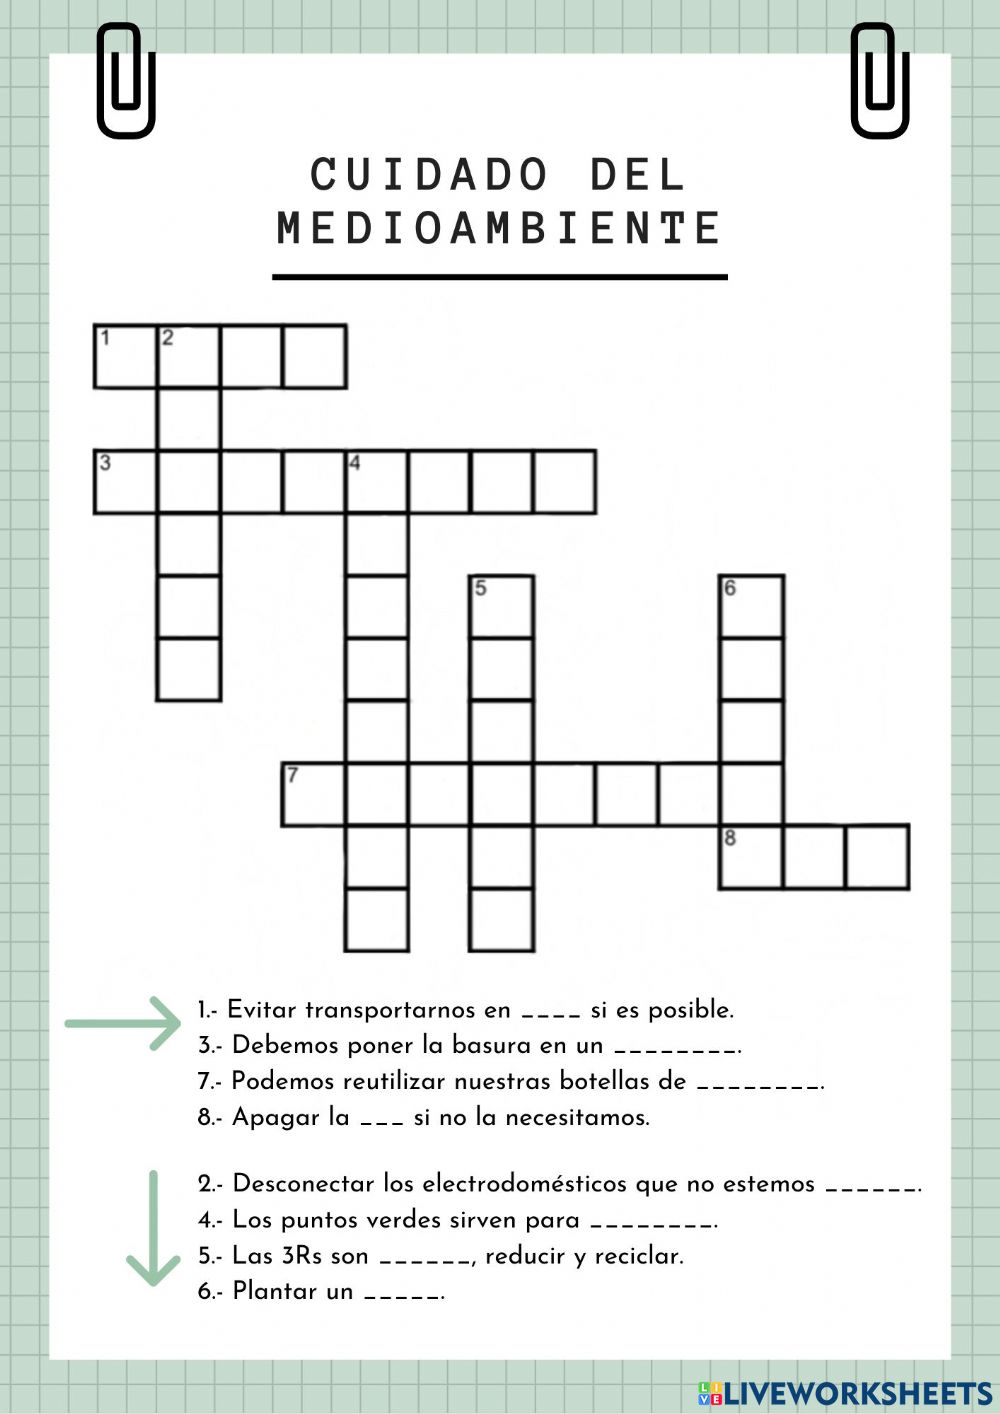 CUIDADO DEL
MEDIOAMBIENTE
1 2
3 4
5 6
7
8
1.- Evitar transportarnos en ____ si es posible.
3.- Debemos poner la basura en un ________.
7.- Podemos reutilizar nuestras botellas de ________.
8.- Apagar la ___ si no la necesitamos.
2.- Desconectar los electrodomésticos que no estemos ______.
4.- Los puntos verdes sirven para ________.
5.- Las 3Rs son ______, reducir y reciclar.
6.- Plantar un _____.
LIVE LIVEWORKSHEETS